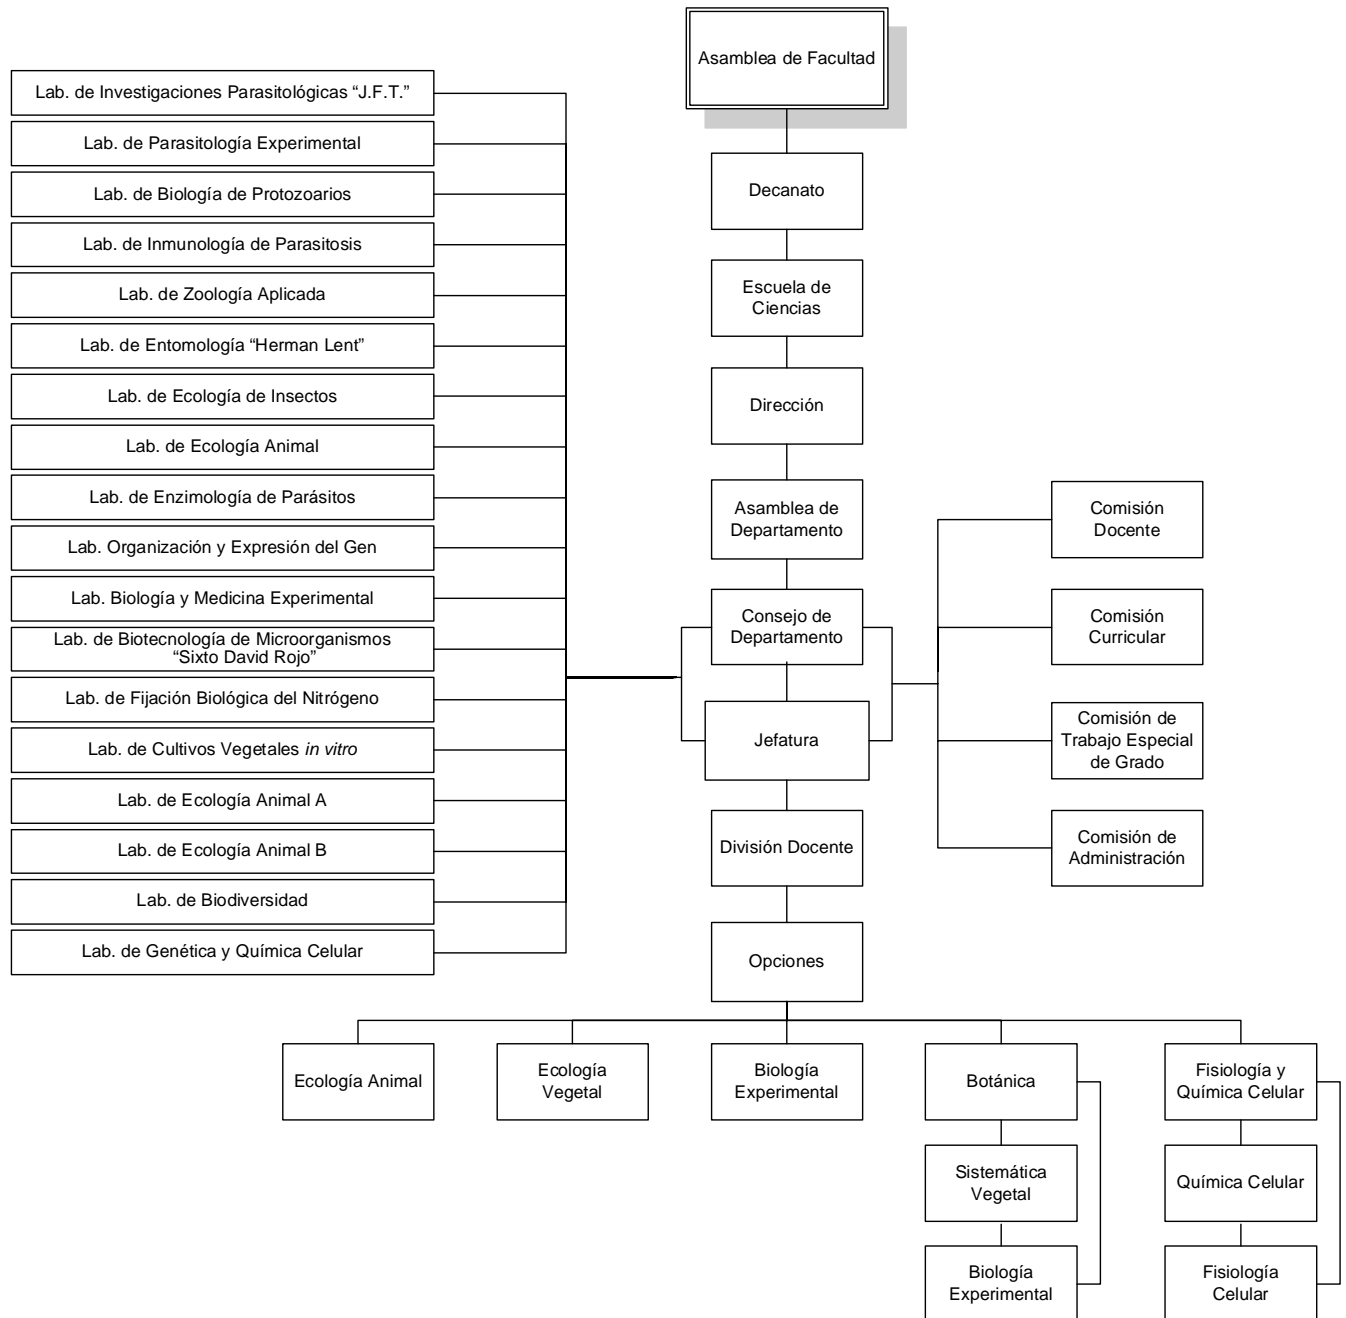 Asamblea de Facultad
Lab. de Investigaciones Parasitológicas “J.F.T.”
Lab. de Parasitología Experimental
Lab. de Biología de Protozoarios
Lab. de Inmunología de Parasitosis
Lab. de Zoología Aplicada
Lab. de Entomología “Herman Lent”
Lab. de Ecología de Insectos
Lab. de Ecología Animal
Lab. de Enzimología de Parásitos
Lab. Organización y Expresión del Gen
Lab. Biología y Medicina Experimental
Lab. de Biotecnología de Microorganismos
“Sixto David Rojo”
Lab. de Fijación Biológica del Nitrógeno
Lab. de Cultivos Vegetales in vitro
Lab. de Ecología Animal A
Lab. de Ecología Animal B
Lab. de Biodiversidad
Lab. de Genética y Química Celular
Decanato
Escuela de
Ciencias
Dirección
Asamblea de
Departamento
Consejo de
Departamento
Jefatura
División Docente
Opciones
Comisión
Docente
Comisión
Curricular
Comisión de
Trabajo Especial
de Grado
Comisión de
Administración
Ecología Animal
Ecología
Vegetal
Biología
Experimental
Botánica
Sistemática
Vegetal
Biología
Experimental
Fisiología y
Química Celular
Química Celular
Fisiología
Celular